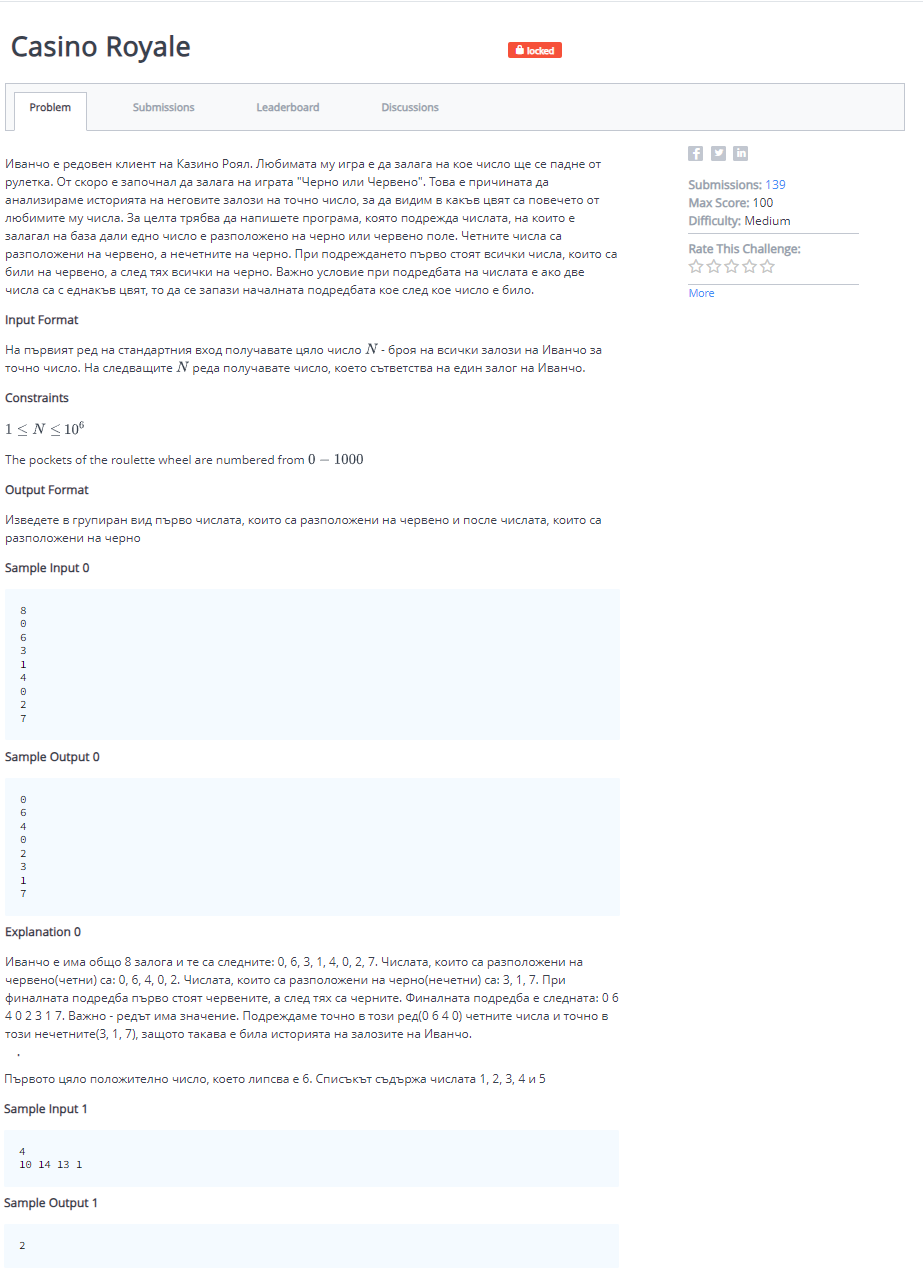 Casino Royale
locked
Problem
Submissions
Leaderboard
Discussions
Иванчо е редовен клиент на Казино Роял. Любимата му игра е да залага на кое число ще се падне от
рулетка. От скоро е започнал да залага на играта "Черно или Червено". Това е причината да
анализираме историята на неговите залози на точно число, за да видим в какъв цвят са повечето от
любимите му числа. За целта трябва да напишете програма, която подрежда числата, на които е
залагал на база дали едно число е разположено на черно или червено поле. Четните числа са
разположени на червено, а нечетните на черно. При подреждането първо стоят всички числа, които са
били на червено, а след тях всички на черно. Важно условие при подредбата на числата е ако две
числа са с еднакъв цвят, то да се запази началната подредбата кое след кое число е било.
Submissions: 139
Max Score: 100
Difficulty: Medium
Rate This Challenge:
More
Input Format
На първият ред на стандартния вход получавате цяло число N - броя на всички залози на Иванчо за
точно число. На следващите N реда получавате число, което сътветства на един залог на Иванчо.
Constraints
1 ≤ N ≤ 10⁶
The pockets of the roulette wheel are numbered from 0 − 1000
Output Format
Изведете в групиран вид първо числата, които са разположени на червено и после числата, които са
разположени на черно
Sample Input 0
8
0
6
3
1
4
0
2
7
Sample Output 0
0
6
4
0
2
3
1
7
Explanation 0
Иванчо е има общо 8 залога и те са следните: 0, 6, 3, 1, 4, 0, 2, 7. Числата, които са разположени на
червено(четни) са: 0, 6, 4, 0, 2. Числата, които са разположени на черно(нечетни) са: 3, 1, 7. При
финалната подредба първо стоят червените, а след тях са черните. Финалната подредба е следната: 0 6
4 0 2 3 1 7. Важно - редът има значение. Подреждаме точно в този ред(0 6 4 0) четните числа и точно в
този нечетните(3, 1, 7), защото такава е била историята на залозите на Иванчо.
Първото цяло положително число, което липсва е 6. Списъкът съдържа числата 1, 2, 3, 4 и 5
Sample Input 1
4
10 14 13 1
Sample Output 1
2